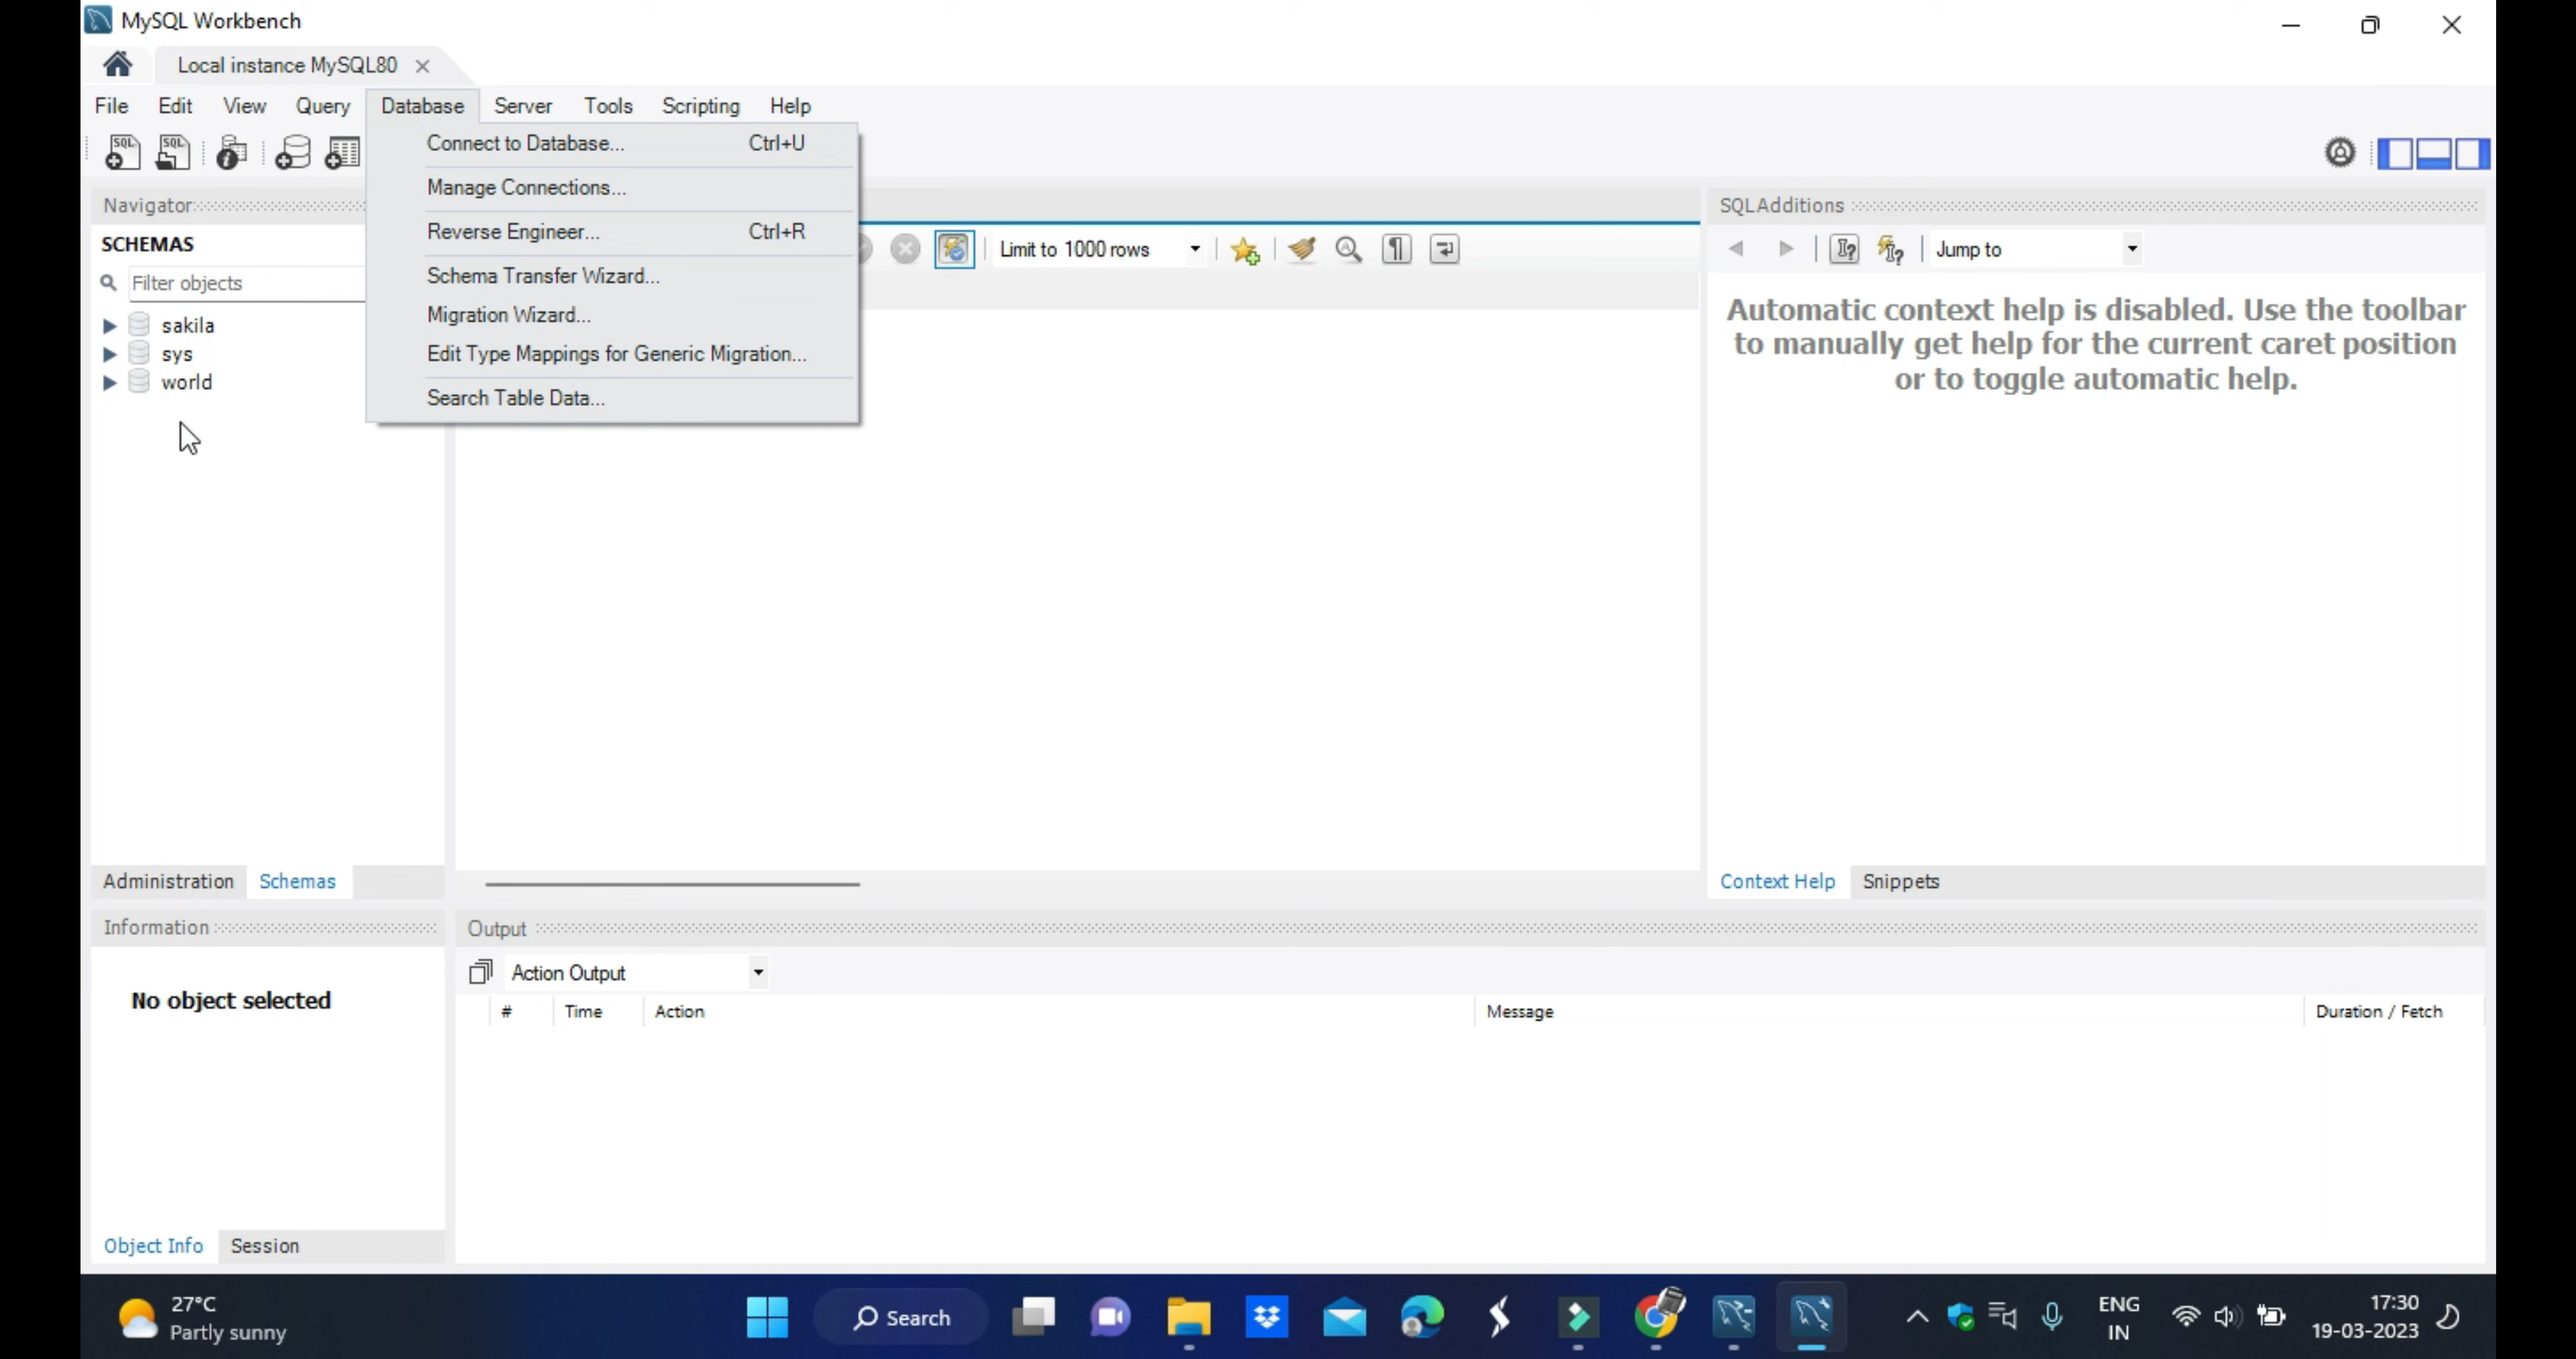 MySQL Workbench
Local instance MySQL80
File Edit View Query Database Server Tools Scripting Help
Connect to Database... Ctrl+U
Manage Connections...
Reverse Engineer... Ctrl+R
Schema Transfer Wizard...
Migration Wizard...
Edit Type Mappings for Generic Migration...
Search Table Data...
Navigator
SCHEMAS
Filter objects
sakila
sys
world
Limit to 1000 rows
SQLAdditions
Jump to
Automatic context help is disabled. Use the toolbar
to manually get help for the current caret position
or to toggle automatic help.
Administration Schemas
Context Help Snippets
Information
No object selected
Object Info Session
Output
Action Output
# Time Action Message Duration / Fetch
27°C
Partly sunny
Search
ENG
IN
17:30
19-03-2023